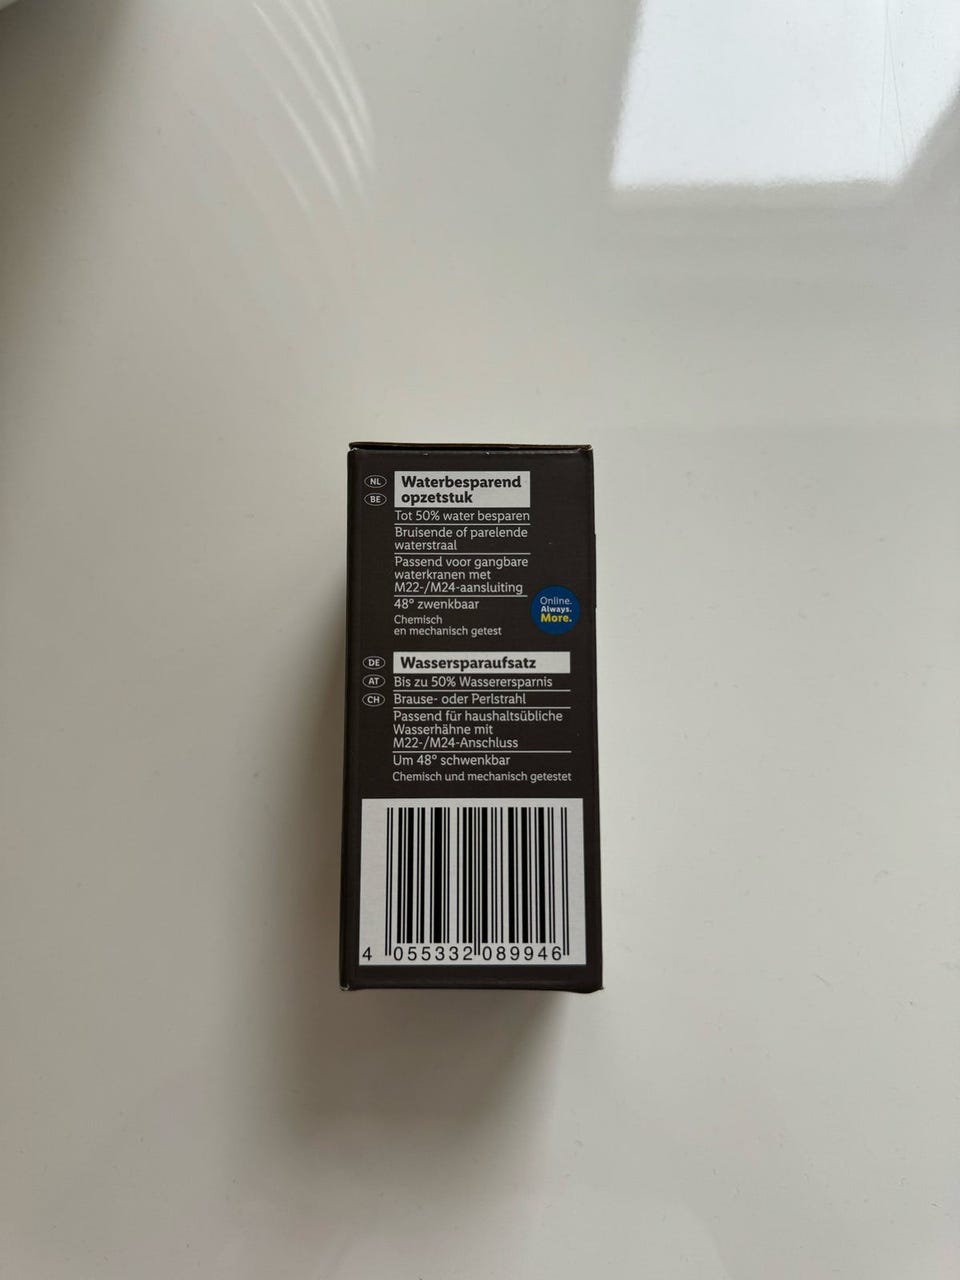 NL
BE
Waterbesparend
opzetstuk
Tot 50% water besparen
Bruisende of parelende
waterstraal
Passend voor gangbare
waterkranen met
M22-/M24-aansluiting
48° zwenkbaar
Chemisch
en mechanisch getest
Online.
Always.
More.
DE
AT
CH
Wassersparaufsatz
Bis zu 50% Wasserersparnis
Brause- oder Perlstrahl
Passend für haushaltsübliche
Wasserhähne mit
M22-/M24-Anschluss
Um 48° schwenkbar
Chemisch und mechanisch getestet
4 055332 089946